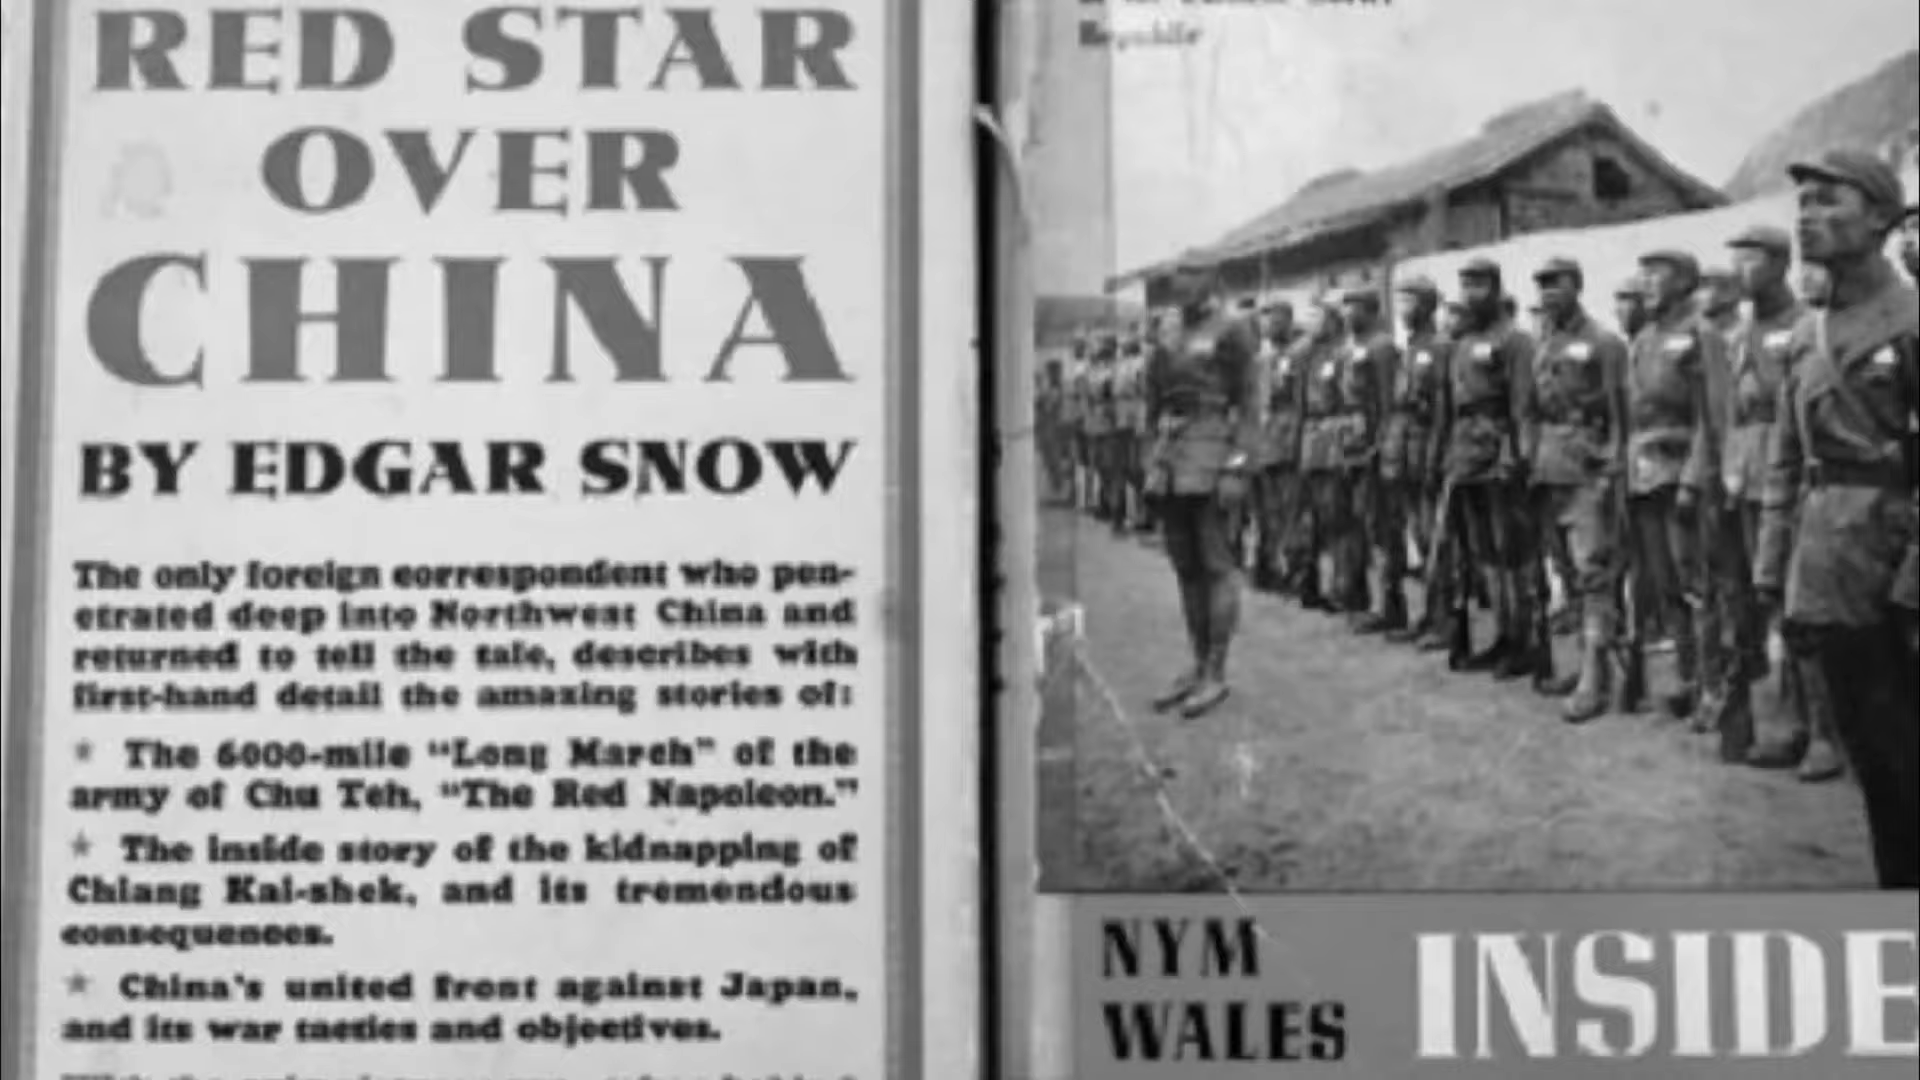 RED STAR
OVER
CHINA
BY EDGAR SNOW
The only foreign correspondent who pen-
etrated deep into Northwest China and
returned to tell the tale, describes with
first-hand detail the amazing stories of:
* The 6000-mile "Long March" of the
army of Chu Teh, "The Red Napoleon."
* The inside story of the kidnapping of
Chiang Kai-shek, and its tremendous
consequences.
* China's united front against Japan,
and its war tactics and objectives.
Republic
NYM
WALES
INSIDE